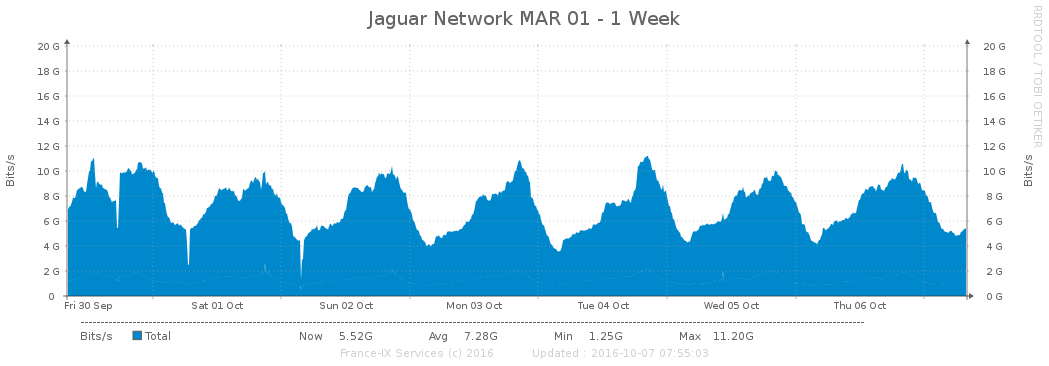 Jaguar Network MAR 01 - 1 Week
RRDTOOL / TOBI OETIKER
Bits/s
20 G 20 G
18 G 18 G
16 G 16 G
14 G 14 G
12 G 12 G
10 G 10 G
8 G 8 G
6 G 6 G
4 G 4 G
2 G 2 G
0 0 G
Bits/s
Fri 30 Sep Sat 01 Oct Sun 02 Oct Mon 03 Oct Tue 04 Oct Wed 05 Oct Thu 06 Oct
Bits/s Total Now 5.52G Avg 7.28G Min 1.25G Max 11.20G
France-IX Services (c) 2016 Updated : 2016-10-07 07:55:03